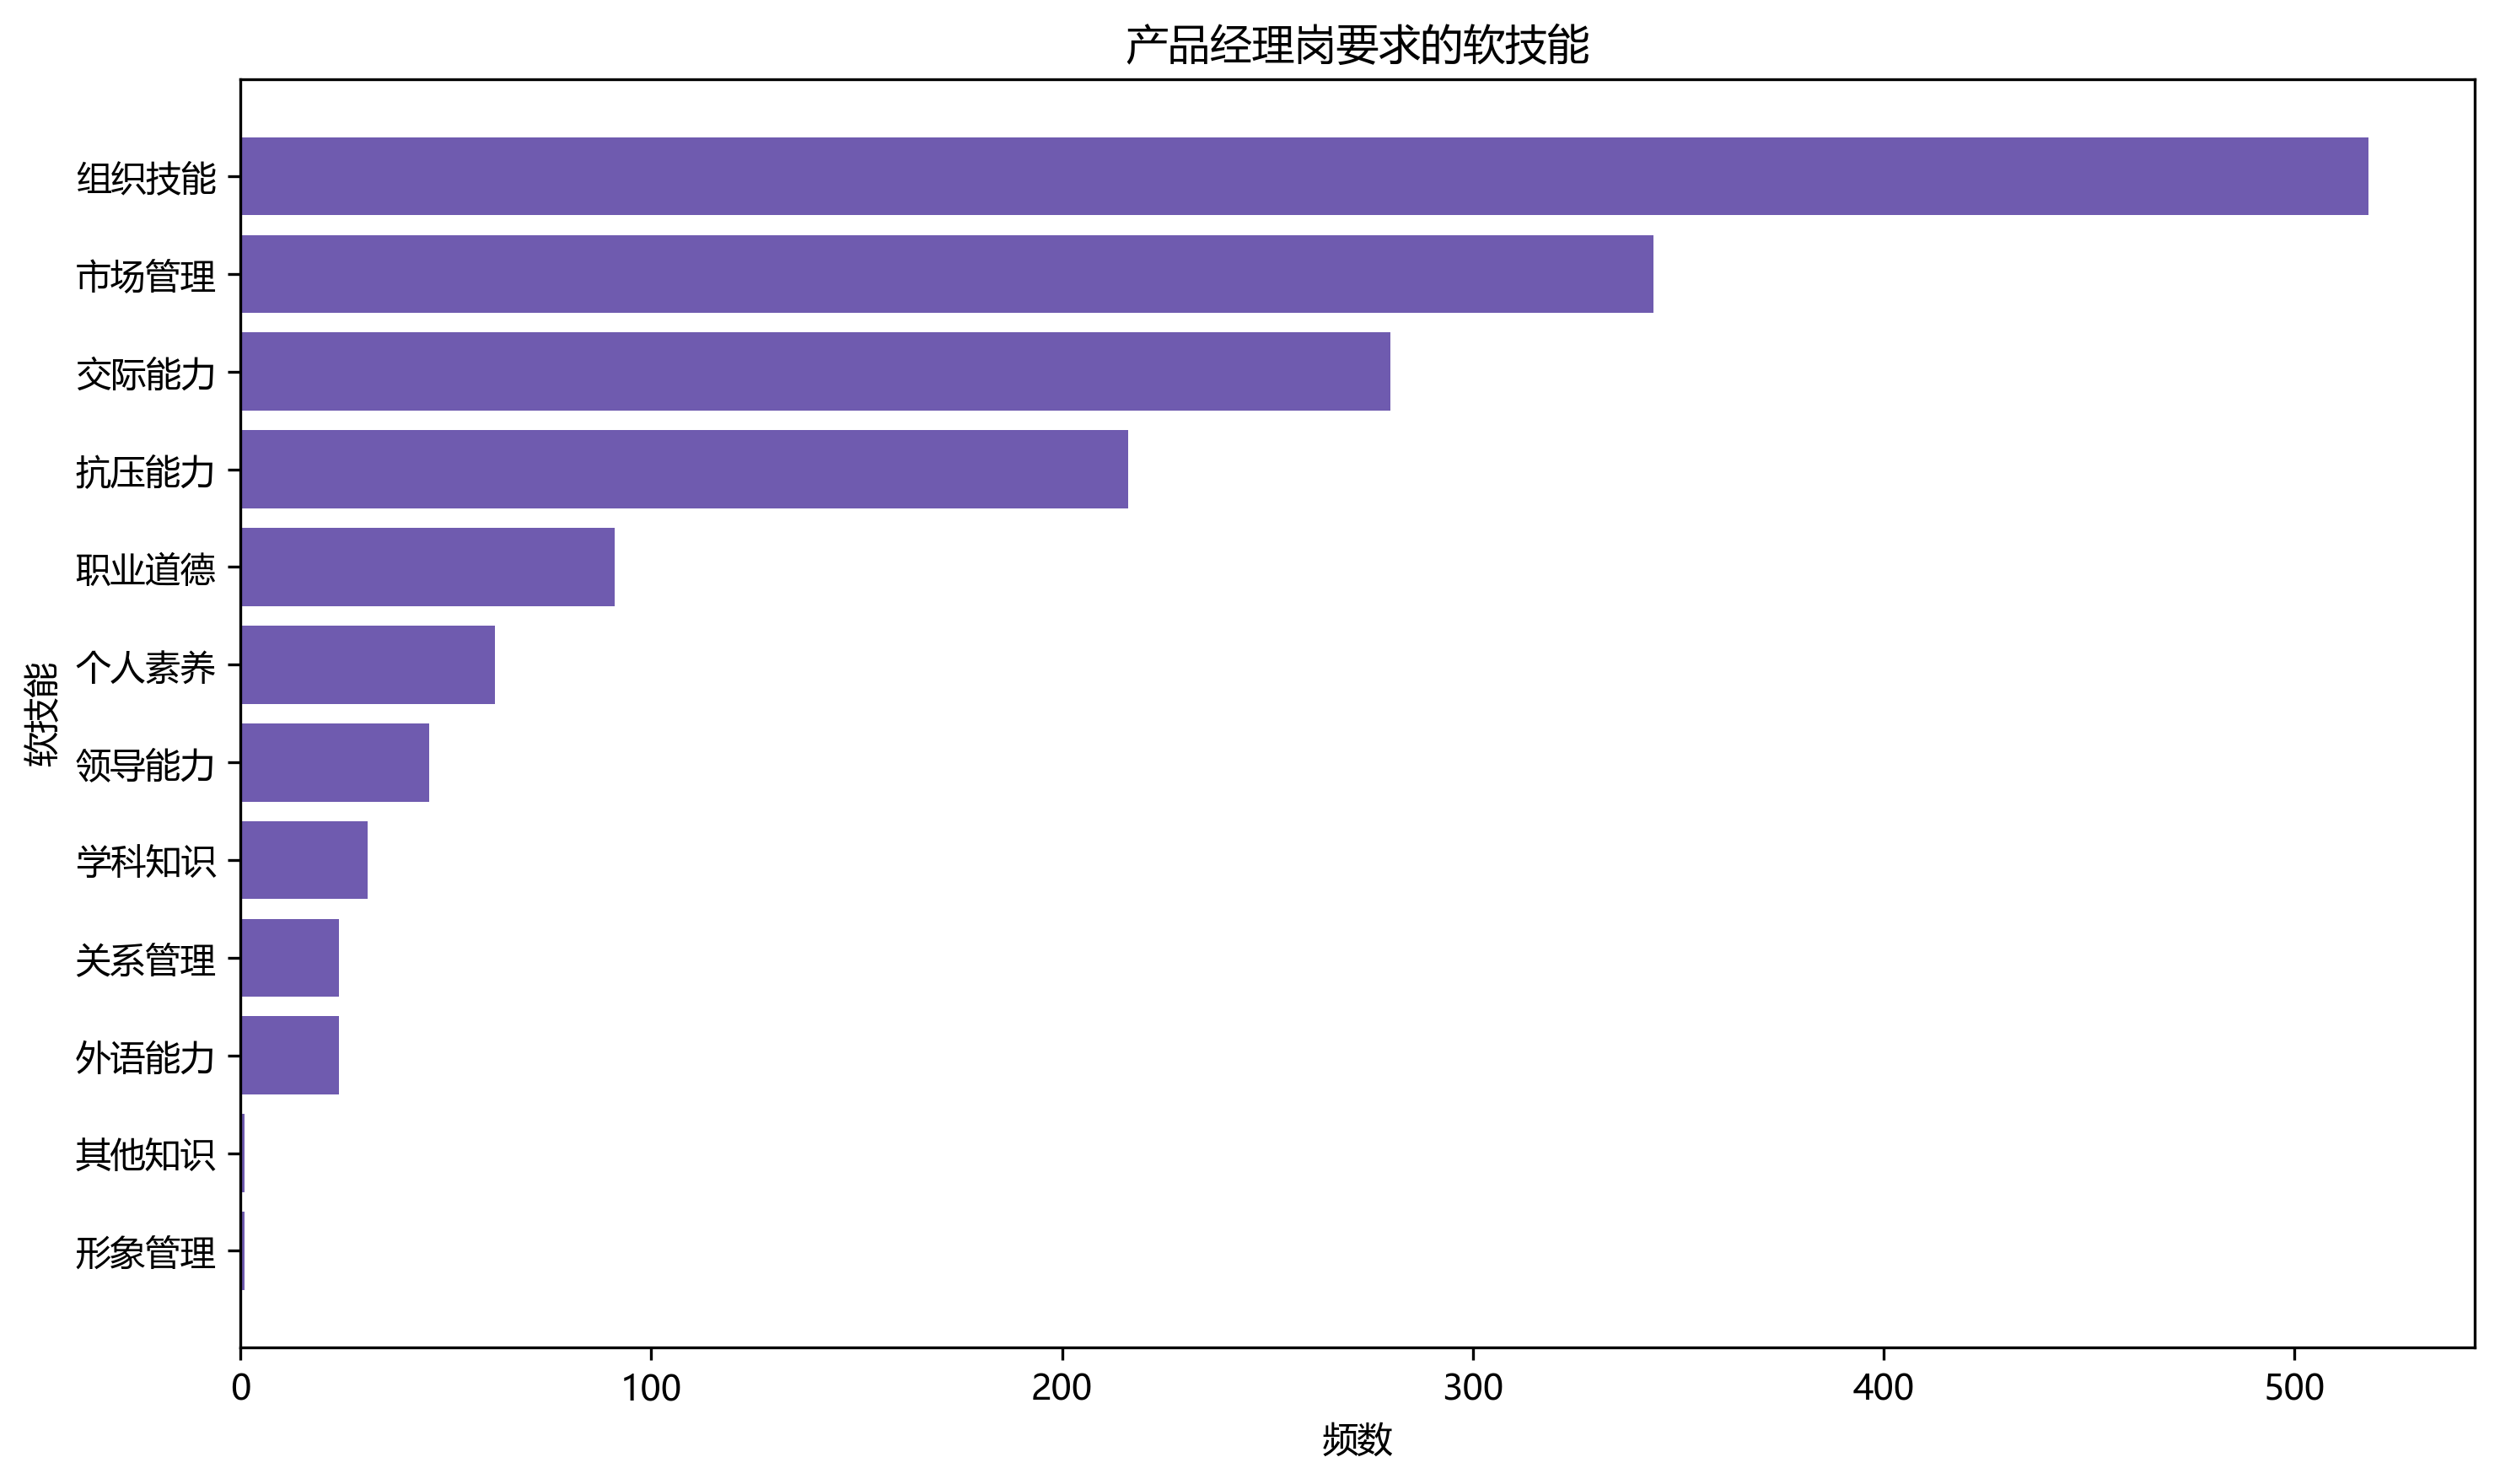 产品经理岗要求的软技能
软技能
组织技能
市场管理
交际能力
抗压能力
职业道德
个人素养
领导能力
学科知识
关系管理
外语能力
其他知识
形象管理
0 100 200 300 400 500
频数